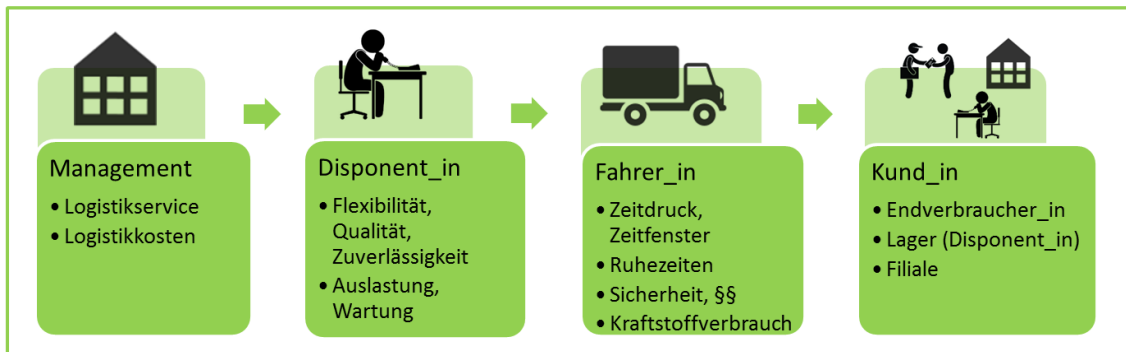 Management
• Logistikservice
• Logistikkosten
Disponent_in
• Flexibilität,
Qualität,
Zuverlässigkeit
• Auslastung,
Wartung
Fahrer_in
• Zeitdruck,
Zeitfenster
• Ruhezeiten
• Sicherheit, §§
• Kraftstoffverbrauch
Kund_in
• Endverbraucher_in
• Lager (Disponent_in)
• Filiale